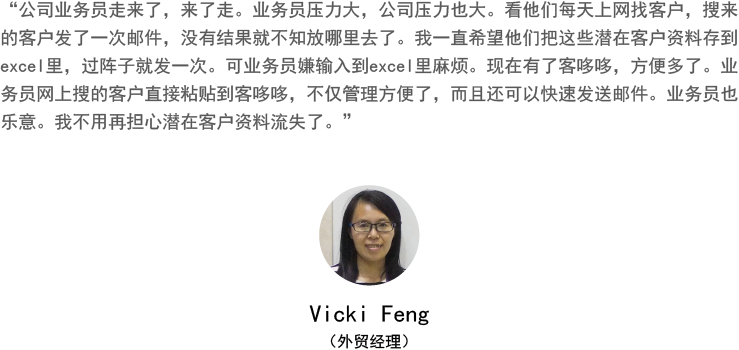 “公司业务员走来了，来了走。业务员压力大，公司压力也大。看他们每天上网找客户，搜来
的客户发了一次邮件，没有结果就不知放哪里去了。我一直希望他们把这些潜在客户资料存到
excel里，过阵子就发一次。可业务员嫌输入到excel里麻烦。现在有了客哆哆，方便多了。业
务员网上搜的客户直接粘贴到客哆哆，不仅管理方便了，而且还可以快速发送邮件。业务员也
乐意。我不用再担心潜在客户资料流失了。”
Vicki Feng
（外贸经理）